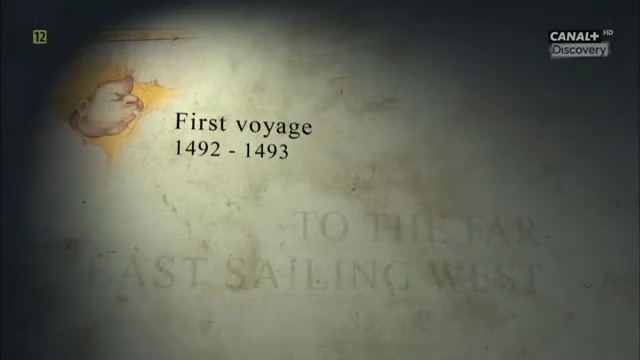 12
CANAL+ HD
Discovery
First voyage
1492 - 1493
TO THE FAR
EAST SAILING WEST